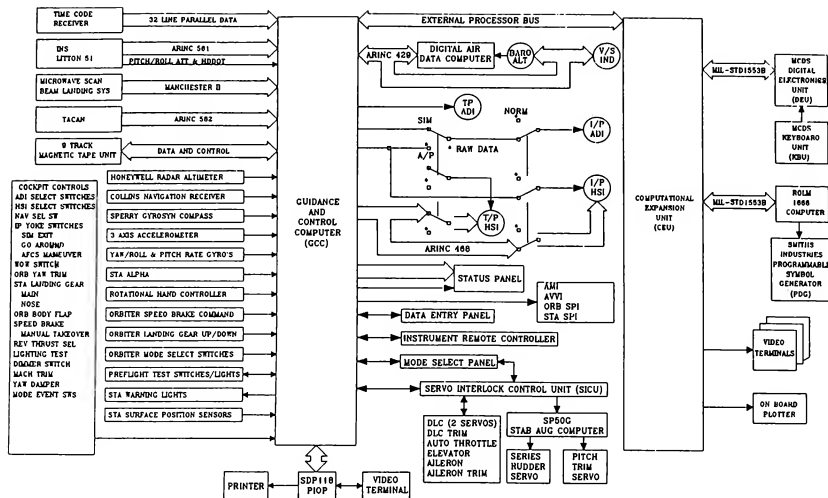 TIME CODE
RECEIVER
32 LINE PARALLEL DATA
INS
LITTON 51
ARINC 561
PITCH/ROLL ATT & HDDOT
MICROWAVE SCAN
BEAM LANDING SYS
MANCHESTER II
TACAN
ARINC 582
9 TRACK
MAGNETIC TAPE UNIT
DATA AND CONTROL
COCKPIT CONTROLS
ADI SELECT SWITCHES
HSI SELECT SWITCHES
NAV SEL SW
IP YOKE SWITCHES
SIM EXIT
GO AROUMD
AFCS MANEUVER
WOW SWITCH
ORB YAW TRIM
STA LANDING GEAR
MAIN
NOSE
ORB BODY FLAP
SPEED BRAKE
MANUAL TAKEOVER
REV THRUST SEL
LIGHTING TEST
DIMMER SWITCH
MACH TRIM
YAW DAMPER
MODE EVENT SWS
HONEYWELL RADAR ALTIMETER
COLLINS NAVIGATION RECEIVER
SPERRY GYROSYN COMPASS
3 AXIS ACCELEROMETER
YAW/ROLL & PITCH RATE GYRO'S
STA ALPHA
ROTATIONAL HAND CONTROLLER
ORBITER SPEED BRAKE COMMAND
ORBITER LANDING GEAR UP/DOWN
ORBITER MODE SELECT SWITCHES
PREFLIGHT TEST SWITCHES/LIGHTS
STA WARNING LIGHTS
STA SURFACE POSITION SENSORS
GUIDANCE
AND
CONTROL
COMPUTER
(GCC)
PRINTER
SDP118
PIOP
VIDEO
TERMINAL
EXTERNAL PROCESSOR BUS
ARINC 429
DIGITAL AIR
DATA COMPUTER
BARO
ALT
V/S
IND
TP
ADI
SIM
NORM
RAW DATA
A/P
I/P
ADI
I/P
HSI
T/P
HSI
ARINC 468
STATUS PANEL
AMI
AVVI
ORB SPI
STA SPI
DATA ENTRY PANEL
INSTRUMENT REMOTE CONTROLLER
MODE SELECT PANEL
SERVO INTERLOCK CONTROL UNIT (SICU)
DLC (2 SERVOS)
DLC TRIM
AUTO THROTTLE
ELEVATOR
AILERON
AILERON TRIM
SP50G
STAB AUG COMPUTER
SERIES
HUDDER
SERVO
PITCH
TRIM
SERVO
COMPUTATIONAL
EXPANSION
UNIT
(CEU)
MIL-STD1553B
MCDS
DIGITAL
ELECTRONICS
UNIT
(DEU)
MCDS
KEYBOARD
UNIT
(KBU)
MIL-STD1553B
ROLM
1666
COMPUTER
SMITHS
INDUSTRIES
PROGRAMMABLE
SYMBOL
GENERATOR
(PDG)
VIDEO
TERMINALS
ON BOARD
PLOTTER